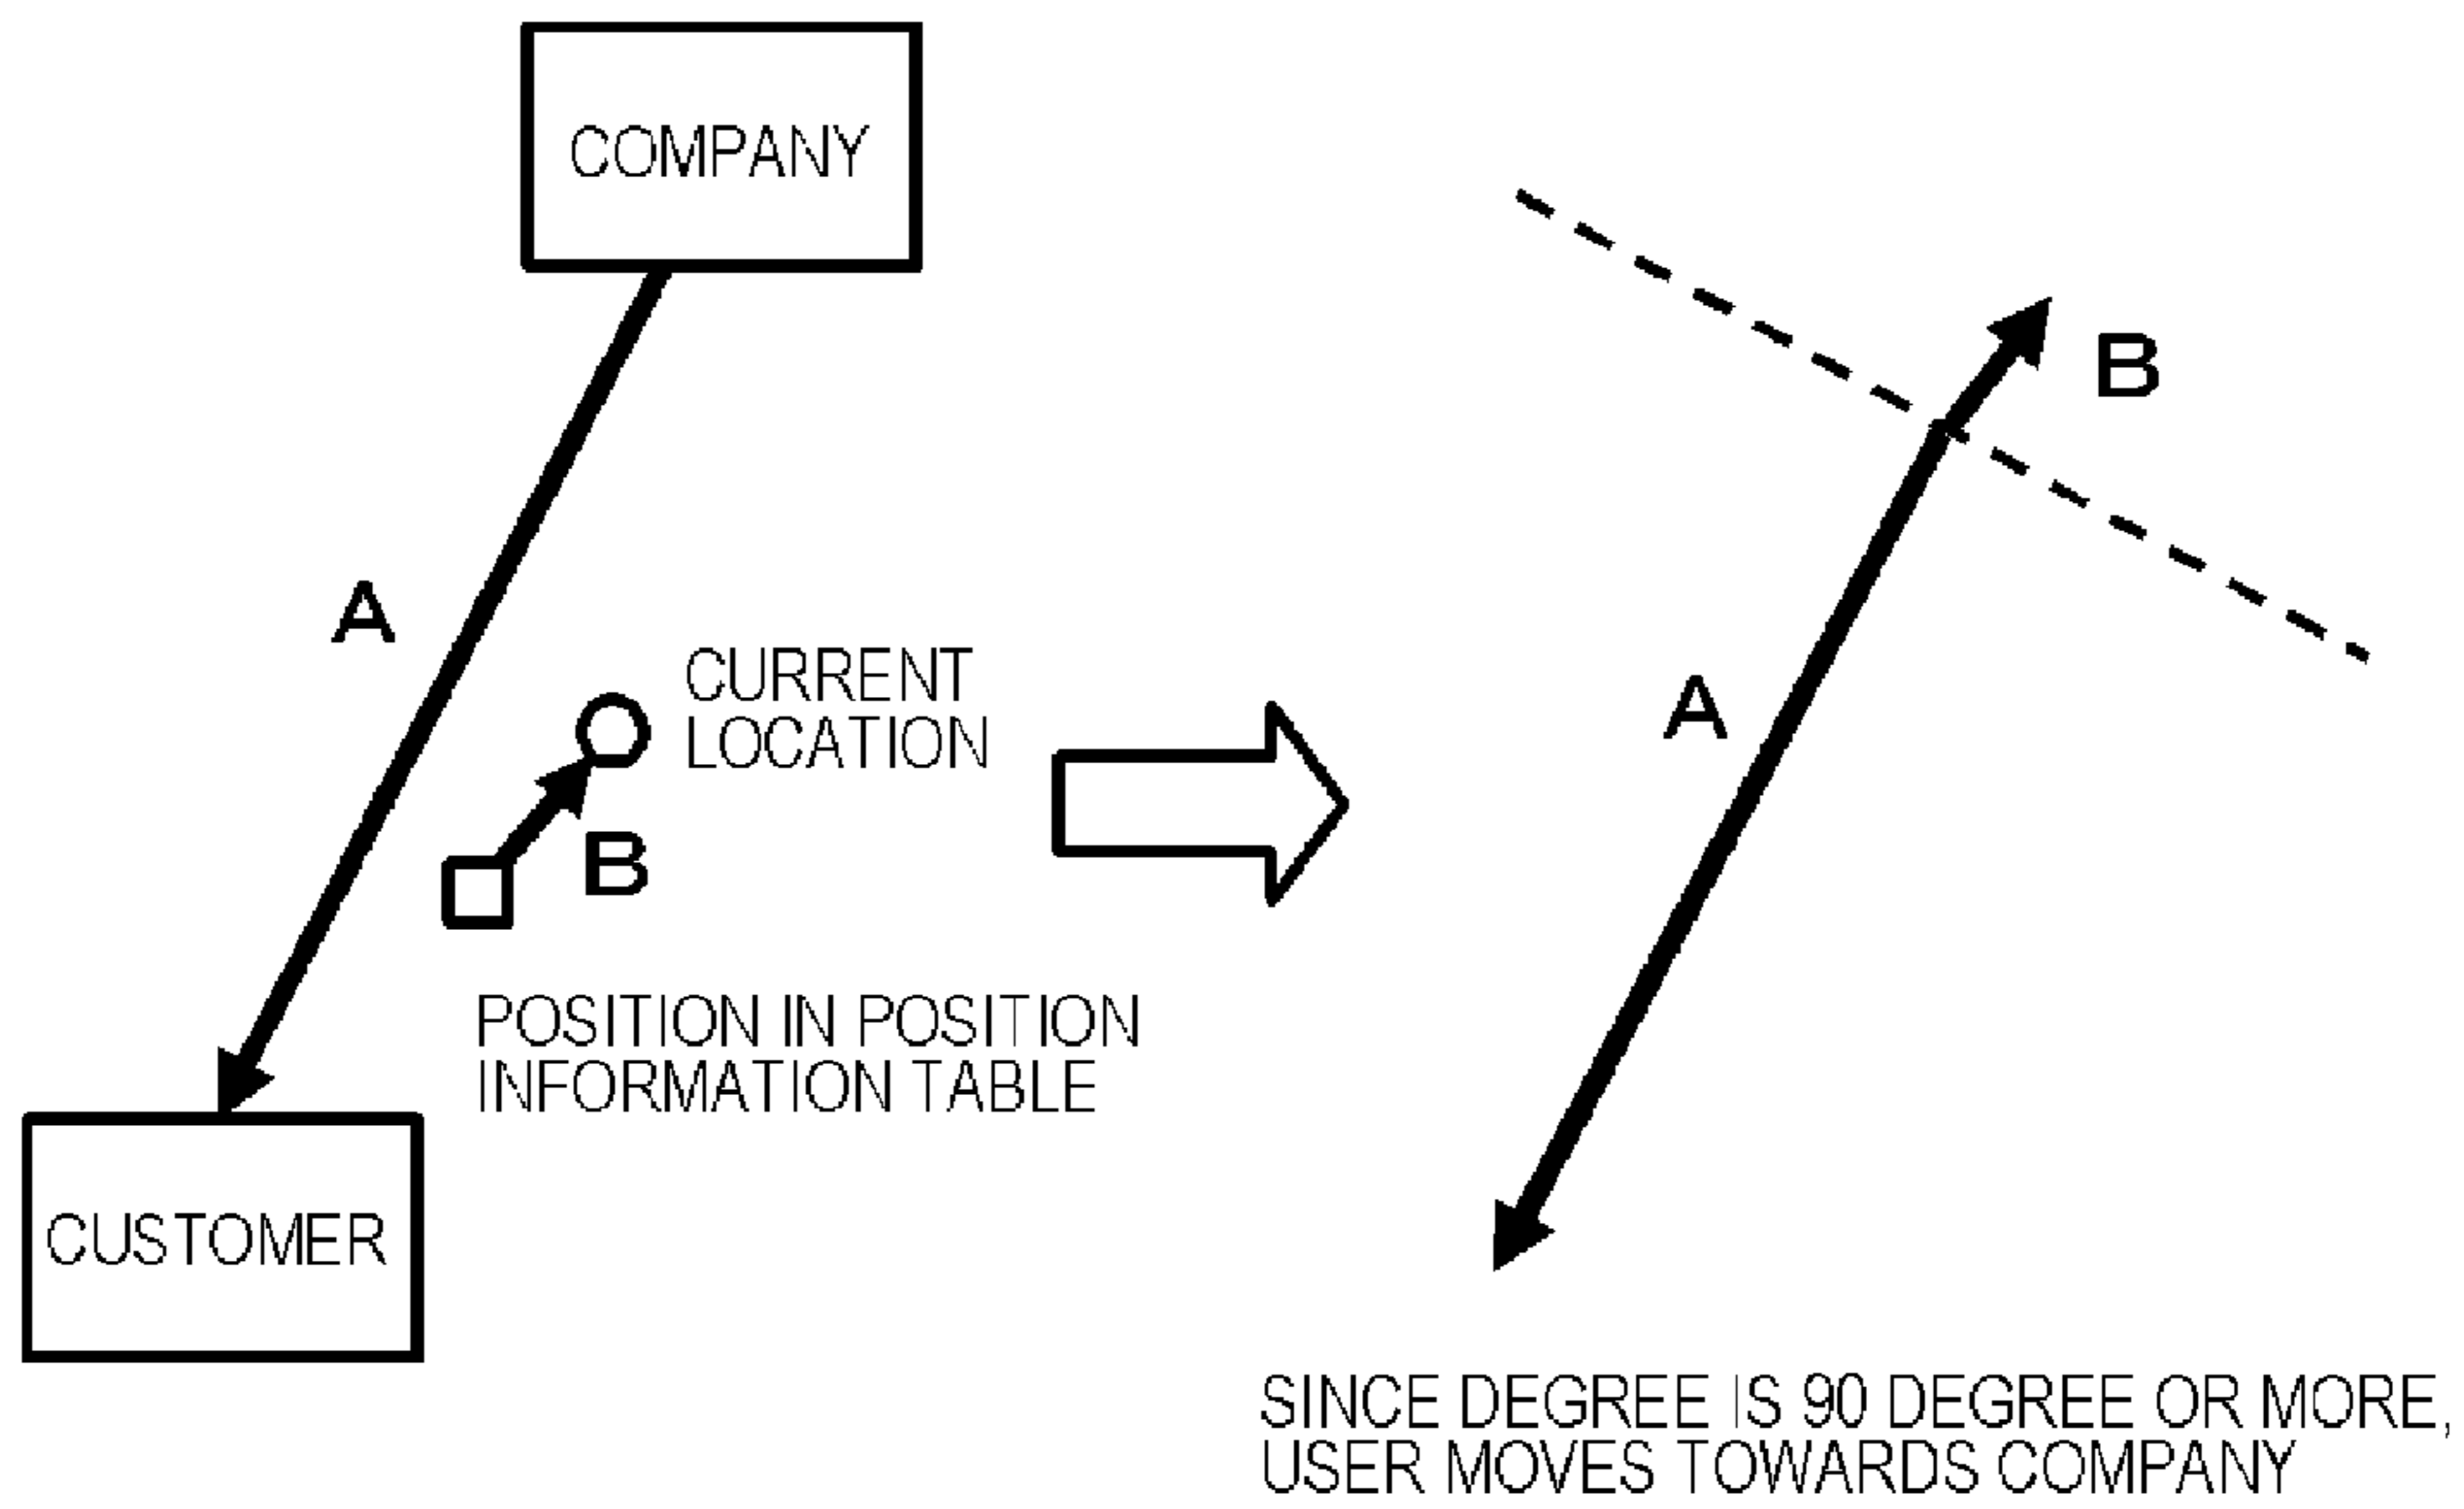 COMPANY
A
CURRENT
LOCATION
B
POSITION IN POSITION
INFORMATION TABLE
CUSTOMER
B
A
SINCE DEGREE IS 90 DEGREE OR MORE,
USER MOVES TOWARDS COMPANY